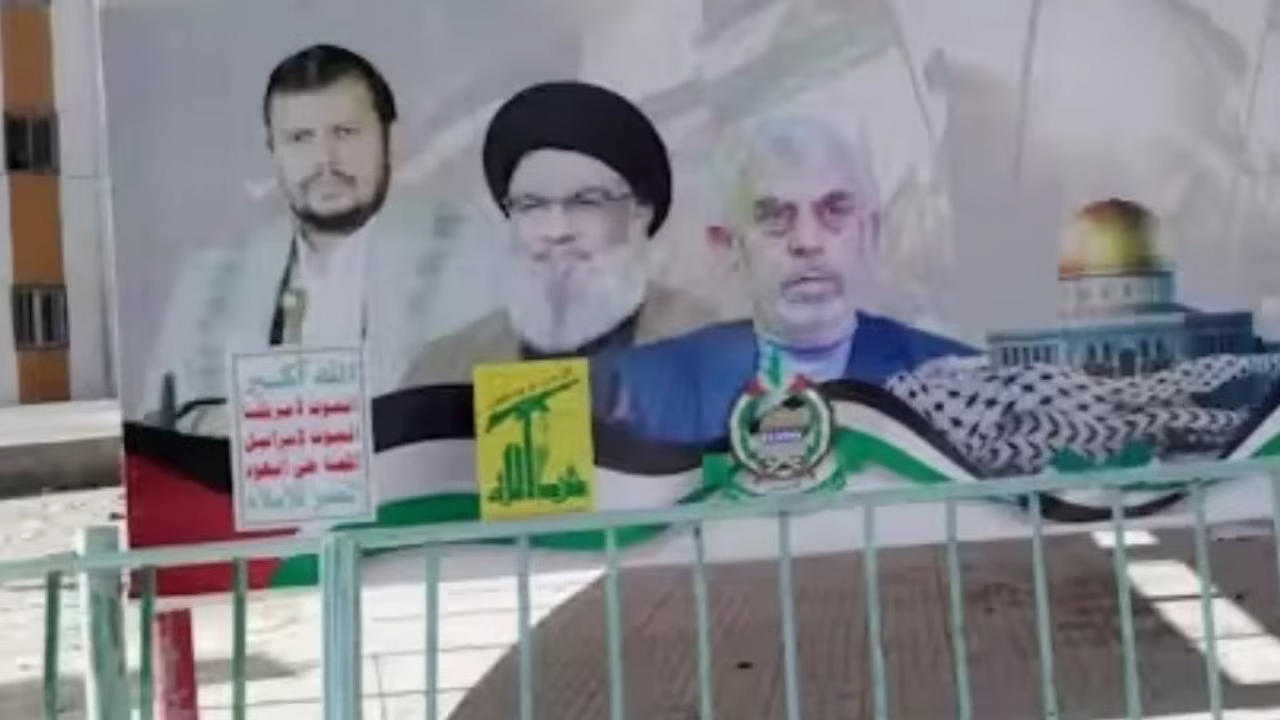 الله أكبر
الموت لأمريكا
الموت لإسرائيل
اللعنة على اليهود
النصر للإسلام
حزب الله